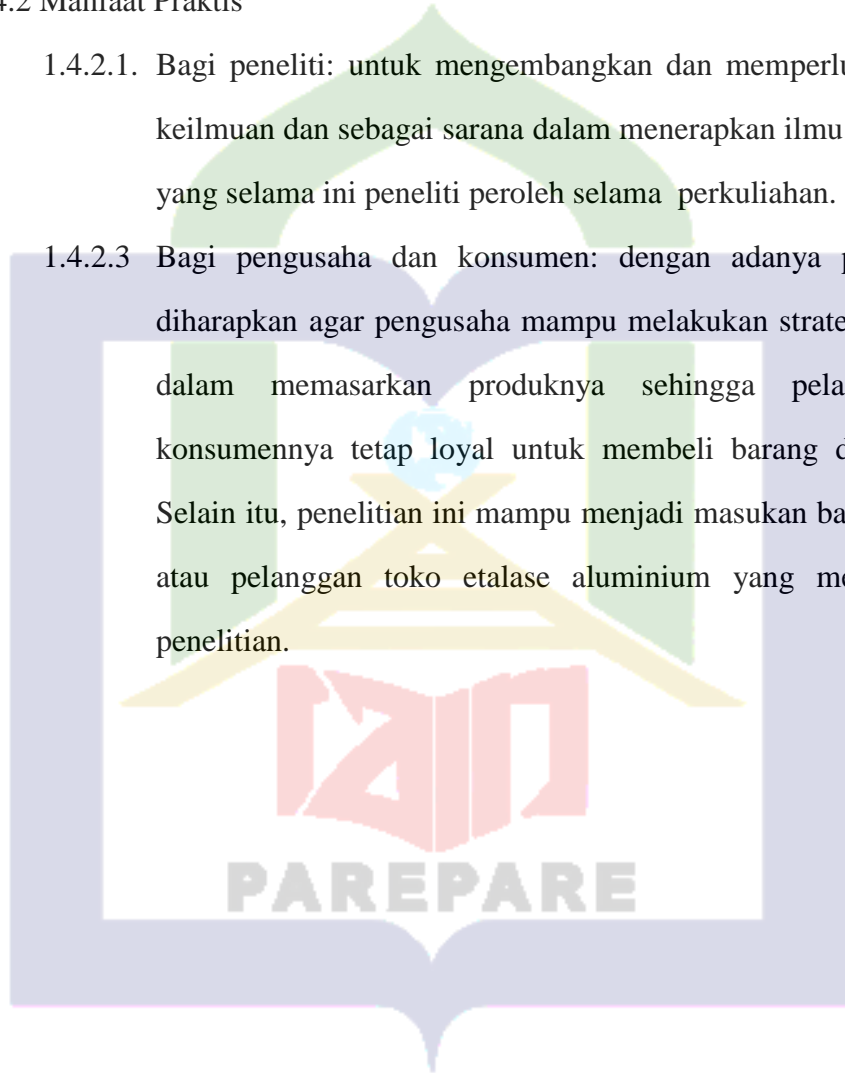 4.2 Manfaat Praktis
1.4.2.1. Bagi peneliti: untuk mengembangkan dan memperlu
keilmuan dan sebagai sarana dalam menerapkan ilmu
yang selama ini peneliti peroleh selama perkuliahan.
1.4.2.3 Bagi pengusaha dan konsumen: dengan adanya p
diharapkan agar pengusaha mampu melakukan strate
dalam memasarkan produknya sehingga pela
konsumennya tetap loyal untuk membeli barang d
Selain itu, penelitian ini mampu menjadi masukan ba
atau pelanggan toko etalase aluminium yang me
penelitian.
iain
PAREPARE